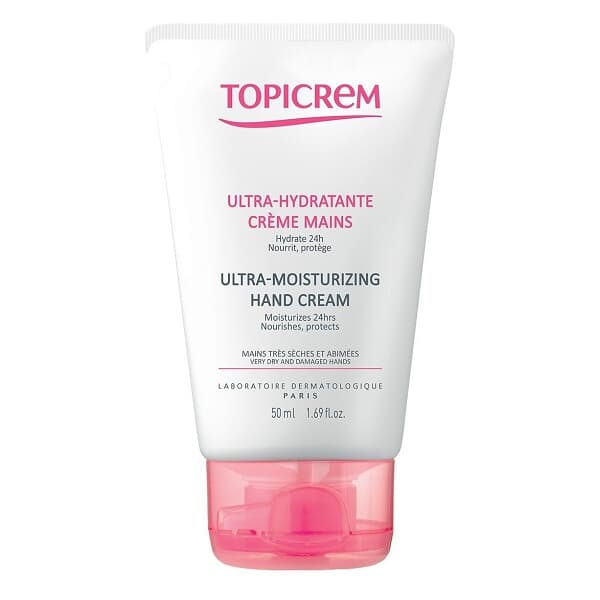 TOPICREM
ULTRA-HYDRATANTE
CRÈME MAINS
Hydrate 24h
Nourrit, protège
ULTRA-MOISTURIZING
HAND CREAM
Moisturizes 24hrs
Nourishes, protects
MAINS TRÈS SÈCHES ET ABIMÉES
VERY DRY AND DAMAGED HANDS
LABORATOIRE DERMATOLOGIQUE
PARIS
50 ml 1.69 fl.oz.